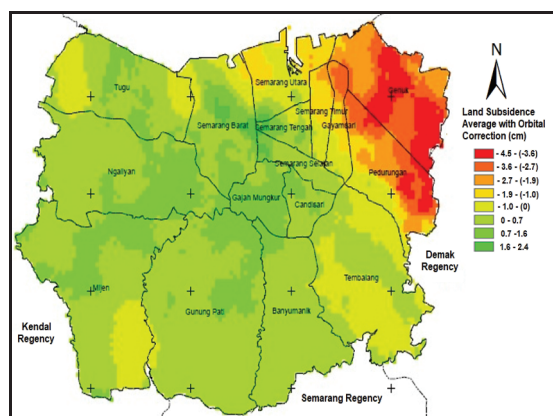 N
Tugu
Semarang Utara
Genuk
Semarang Timur
Semarang Barat
Semarang Tengah
Gayamsari
Semarang Selatan
Ngaliyan
Pedurungan
Gajah Mungkur
Candisari
Tembalang
Mijen
Gunung Pati
Banyumanik
Kendal
Regency
Demak
Regency
Semarang Regency
Land Subsidence
Average with Orbital
Correction (cm)
-4.5 - (-3.6)
-3.6 - (-2.7)
-2.7 - (-1.9)
-1.9 - (-1.0)
-1.0 - (0)
0 - 0.7
0.7 -1.6
1.6 - 2.4